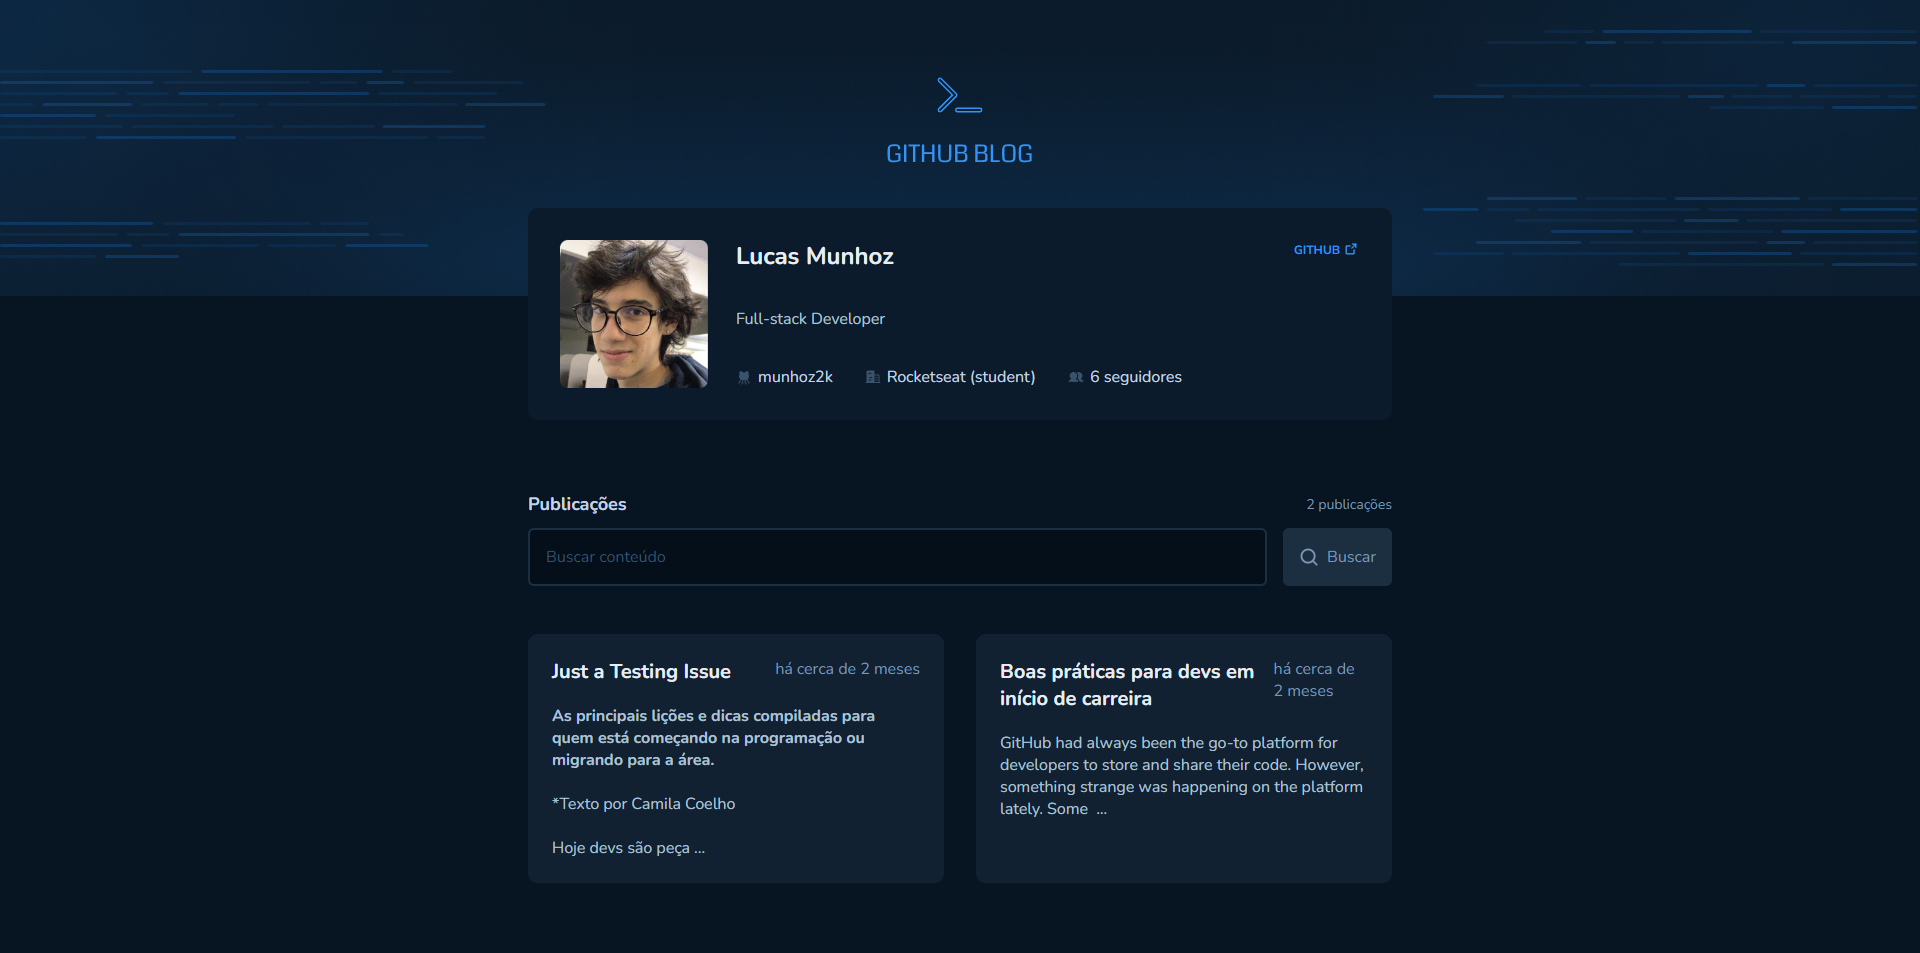 GITHUB BLOG
Lucas Munhoz
GITHUB
Full-stack Developer
munhoz2k
Rocketseat (student)
6 seguidores
Publicações
2 publicações
Buscar conteúdo
Buscar
Just a Testing Issue
há cerca de 2 meses
As principais lições e dicas compiladas para
quem está começando na programação ou
migrando para a área.
*Texto por Camila Coelho
Hoje devs são peça ...
Boas práticas para devs em
início de carreira
há cerca de
2 meses
GitHub had always been the go-to platform for
developers to store and share their code. However,
something strange was happening on the platform
lately. Some ...